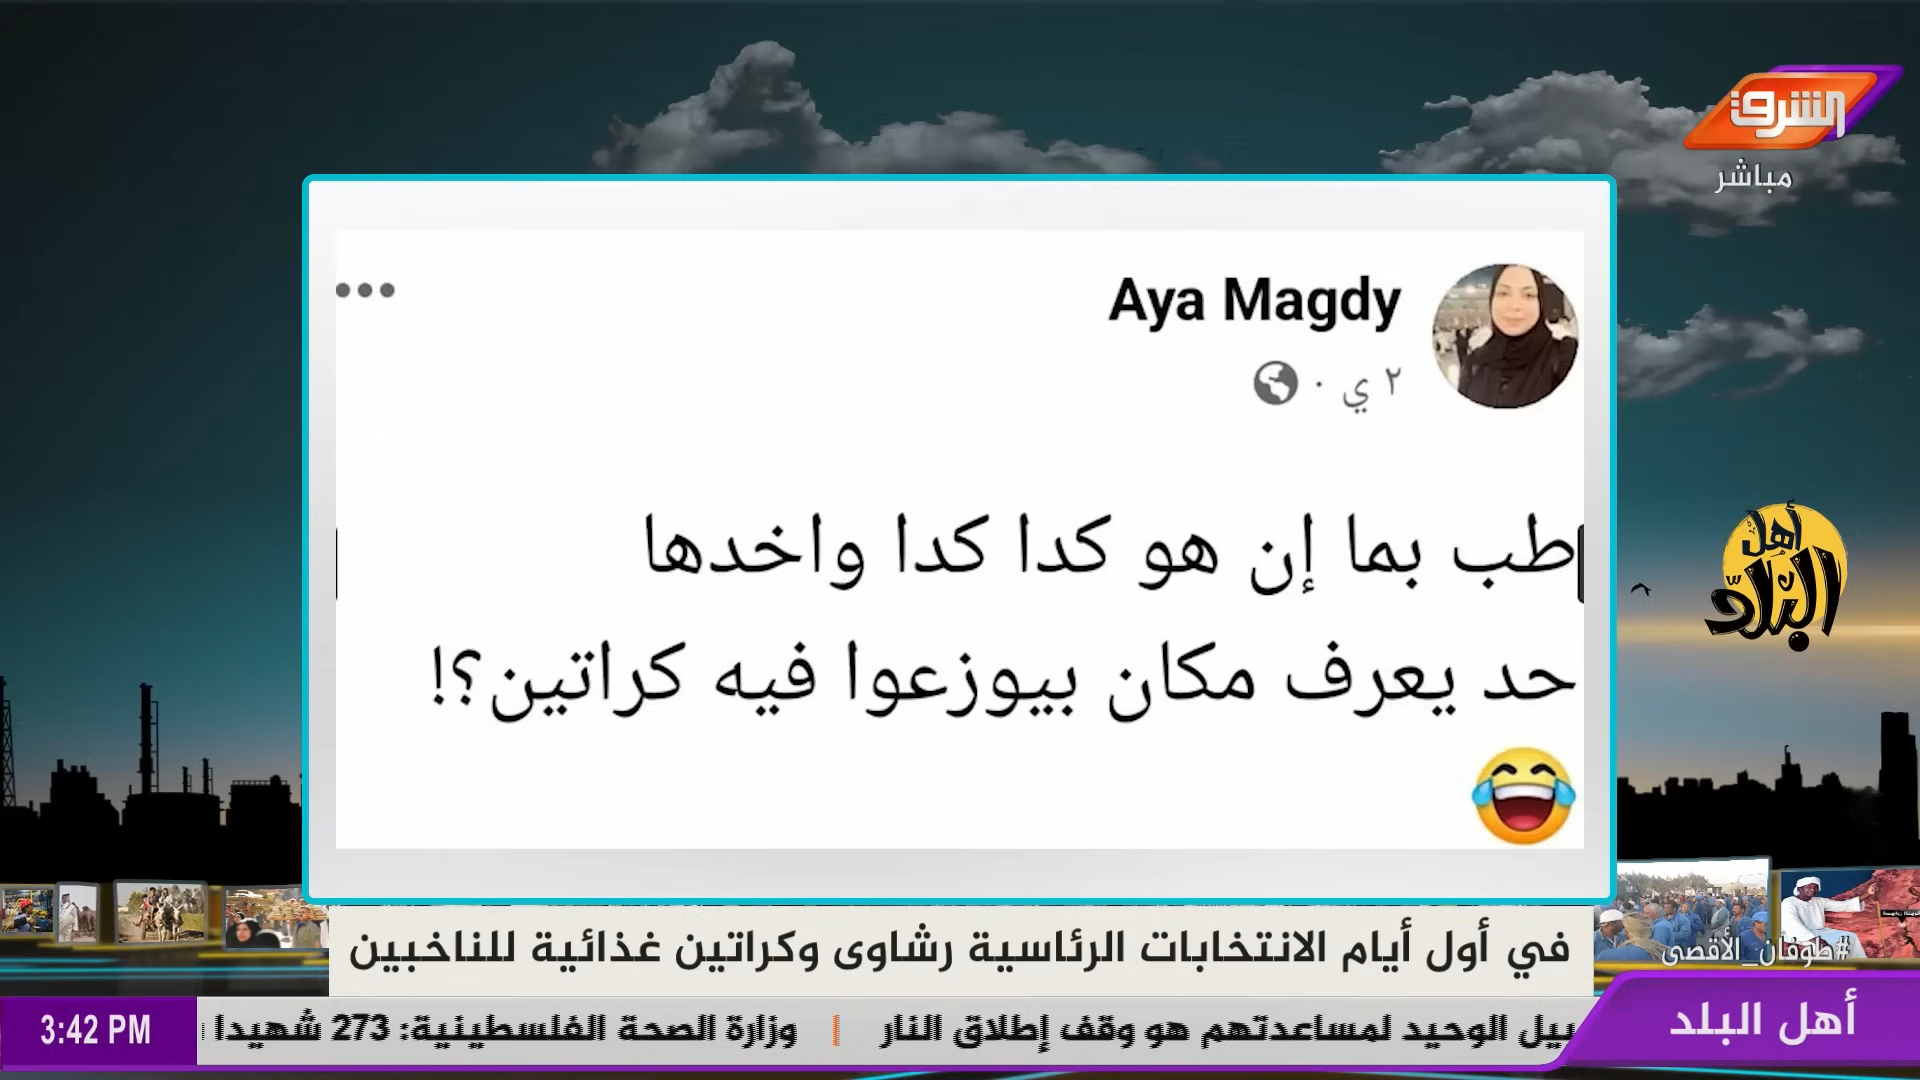 الشرق
مباشر
Aya Magdy
٢ ي ·
طب بما إن هو كدا كدا واخدها
حد يعرف مكان بيوزعوا فيه كراتين؟!
أهل
البلد
في أول أيام الانتخابات الرئاسية رشاوى وكراتين غذائية للناخبين
#طوفان_الأقصى
أهل البلد
بيل الوحيد لمساعدتهم هو وقف إطلاق النار | وزارة الصحة الفلسطينية: 273 شهيدا
3:42 PM